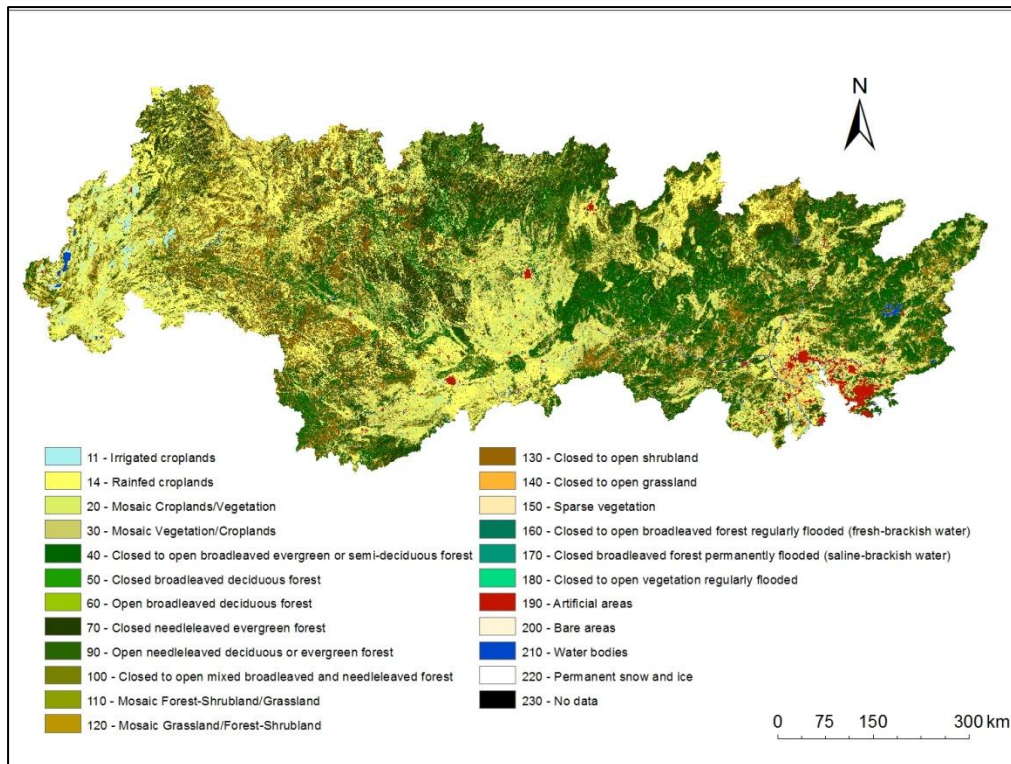 N
11 - Irrigated croplands
14 - Rainfed croplands
20 - Mosaic Croplands/Vegetation
30 - Mosaic Vegetation/Croplands
40 - Closed to open broadleaved evergreen or semi-deciduous forest
50 - Closed broadleaved deciduous forest
60 - Open broadleaved deciduous forest
70 - Closed needleleaved evergreen forest
90 - Open needleleaved deciduous or evergreen forest
100 - Closed to open mixed broadleaved and needleleaved forest
110 - Mosaic Forest-Shrubland/Grassland
120 - Mosaic Grassland/Forest-Shrubland
130 - Closed to open shrubland
140 - Closed to open grassland
150 - Sparse vegetation
160 - Closed to open broadleaved forest regularly flooded (fresh-brackish water)
170 - Closed broadleaved forest permanently flooded (saline-brackish water)
180 - Closed to open vegetation regularly flooded
190 - Artificial areas
200 - Bare areas
210 - Water bodies
220 - Permanent snow and ice
230 - No data
0 75 150 300 km